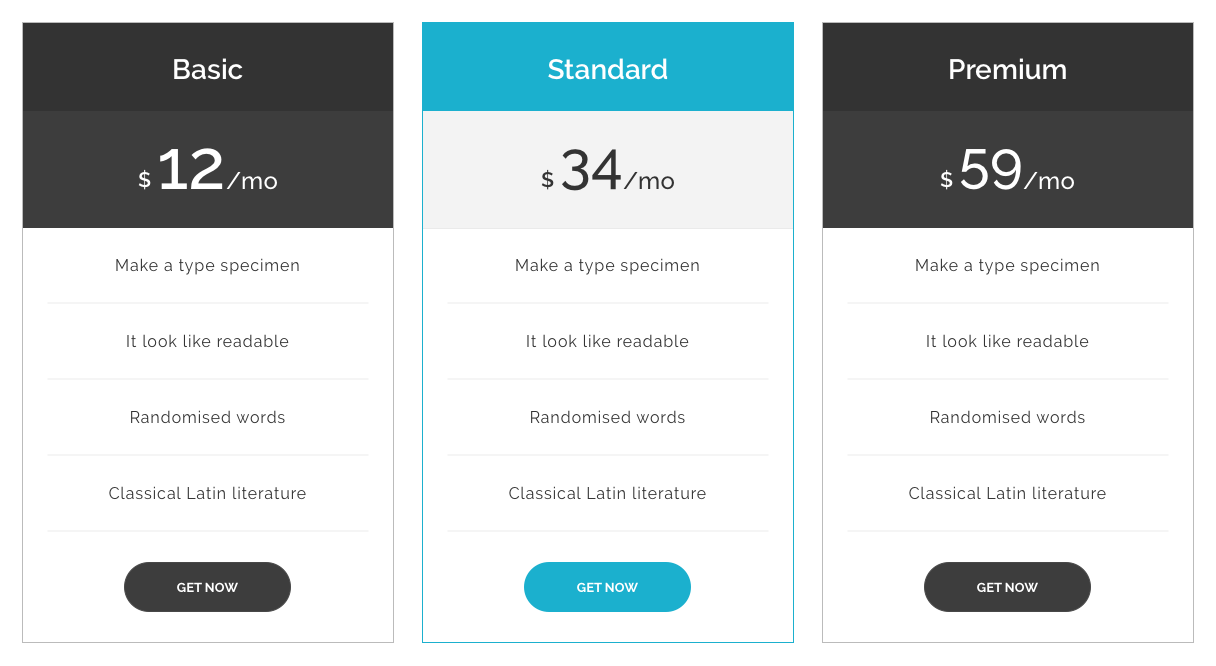 Basic
$ 12/mo
Make a type specimen
It look like readable
Randomised words
Classical Latin literature
GET NOW
Standard
$ 34/mo
Make a type specimen
It look like readable
Randomised words
Classical Latin literature
GET NOW
Premium
$ 59/mo
Make a type specimen
It look like readable
Randomised words
Classical Latin literature
GET NOW